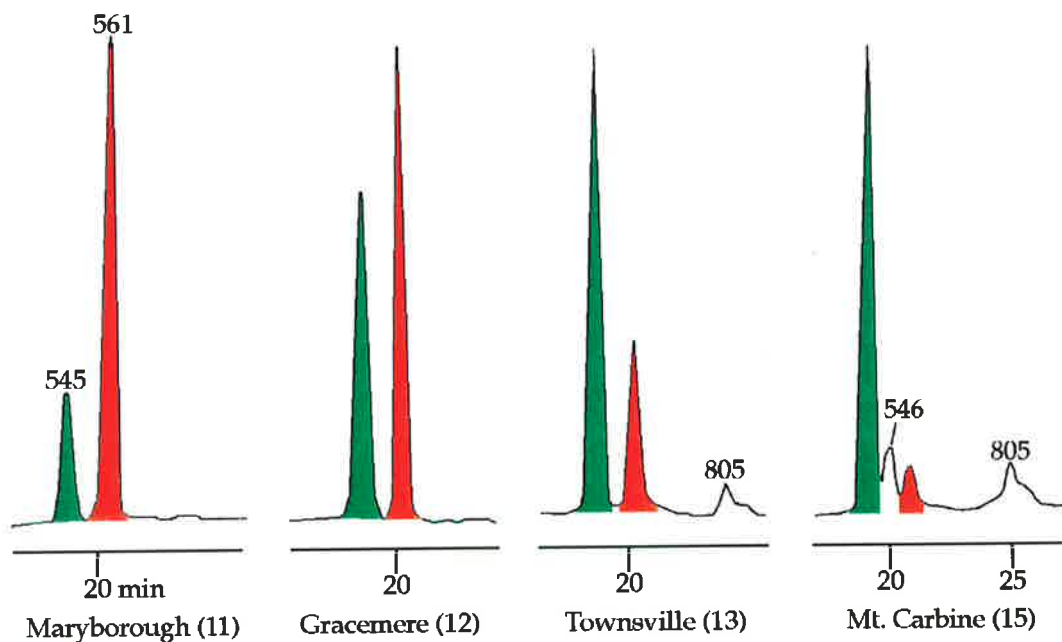 561
545
805
546
805
20 min
20
20
20
25
Maryborough (11)
Gracemere (12)
Townsville (13)
Mt. Carbine (15)